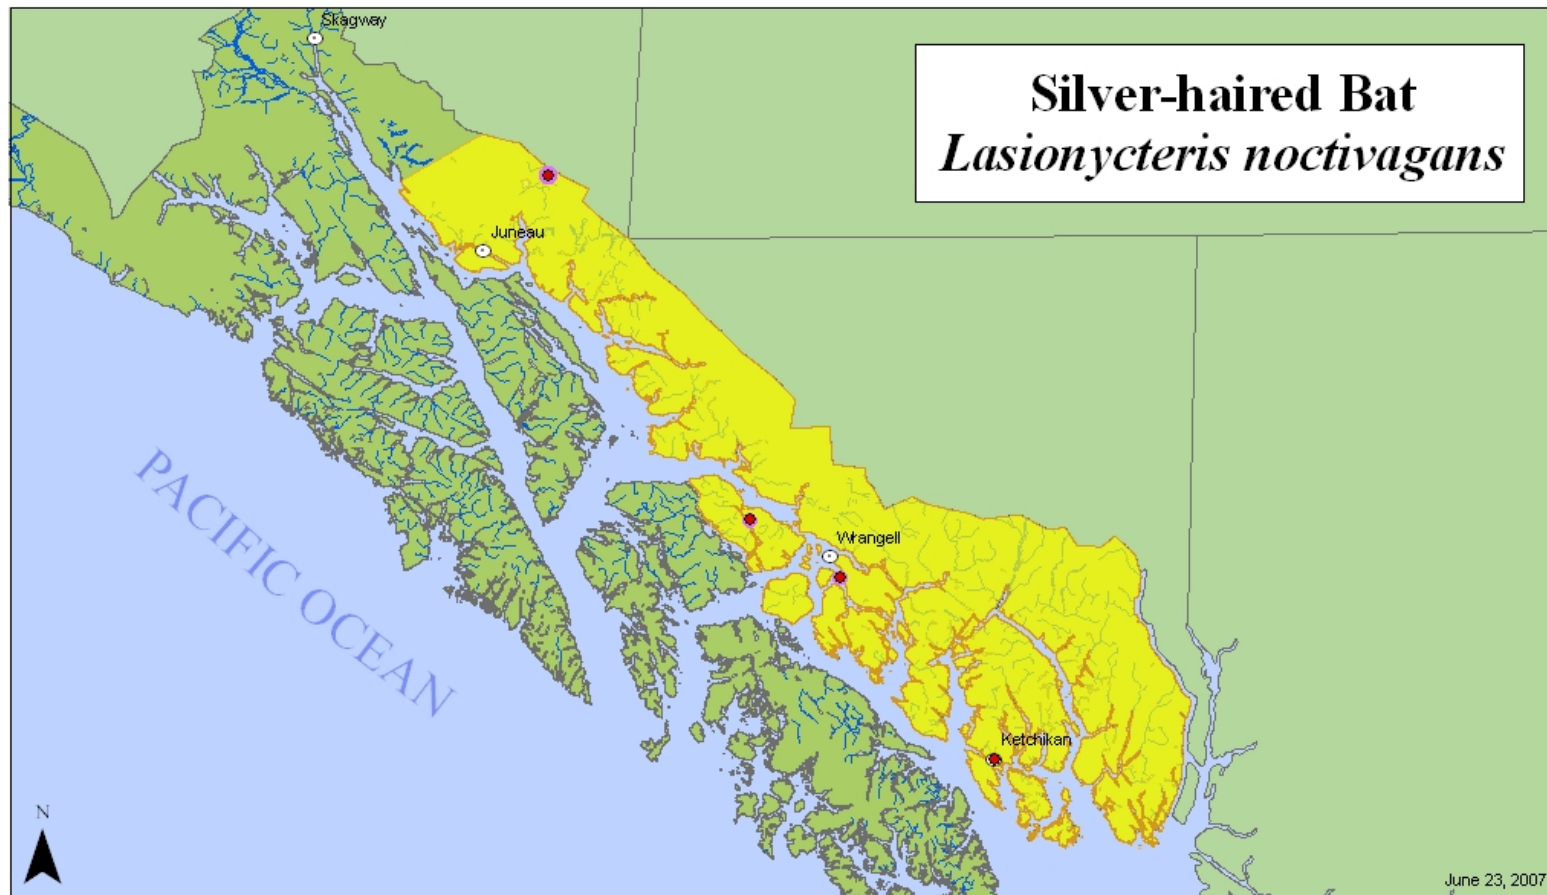 Skagway
Silver-haired Bat
Lasionycteris noctivagans
Juneau
PACIFIC OCEAN
Wrangell
Ketchikan
N
June 23, 2007